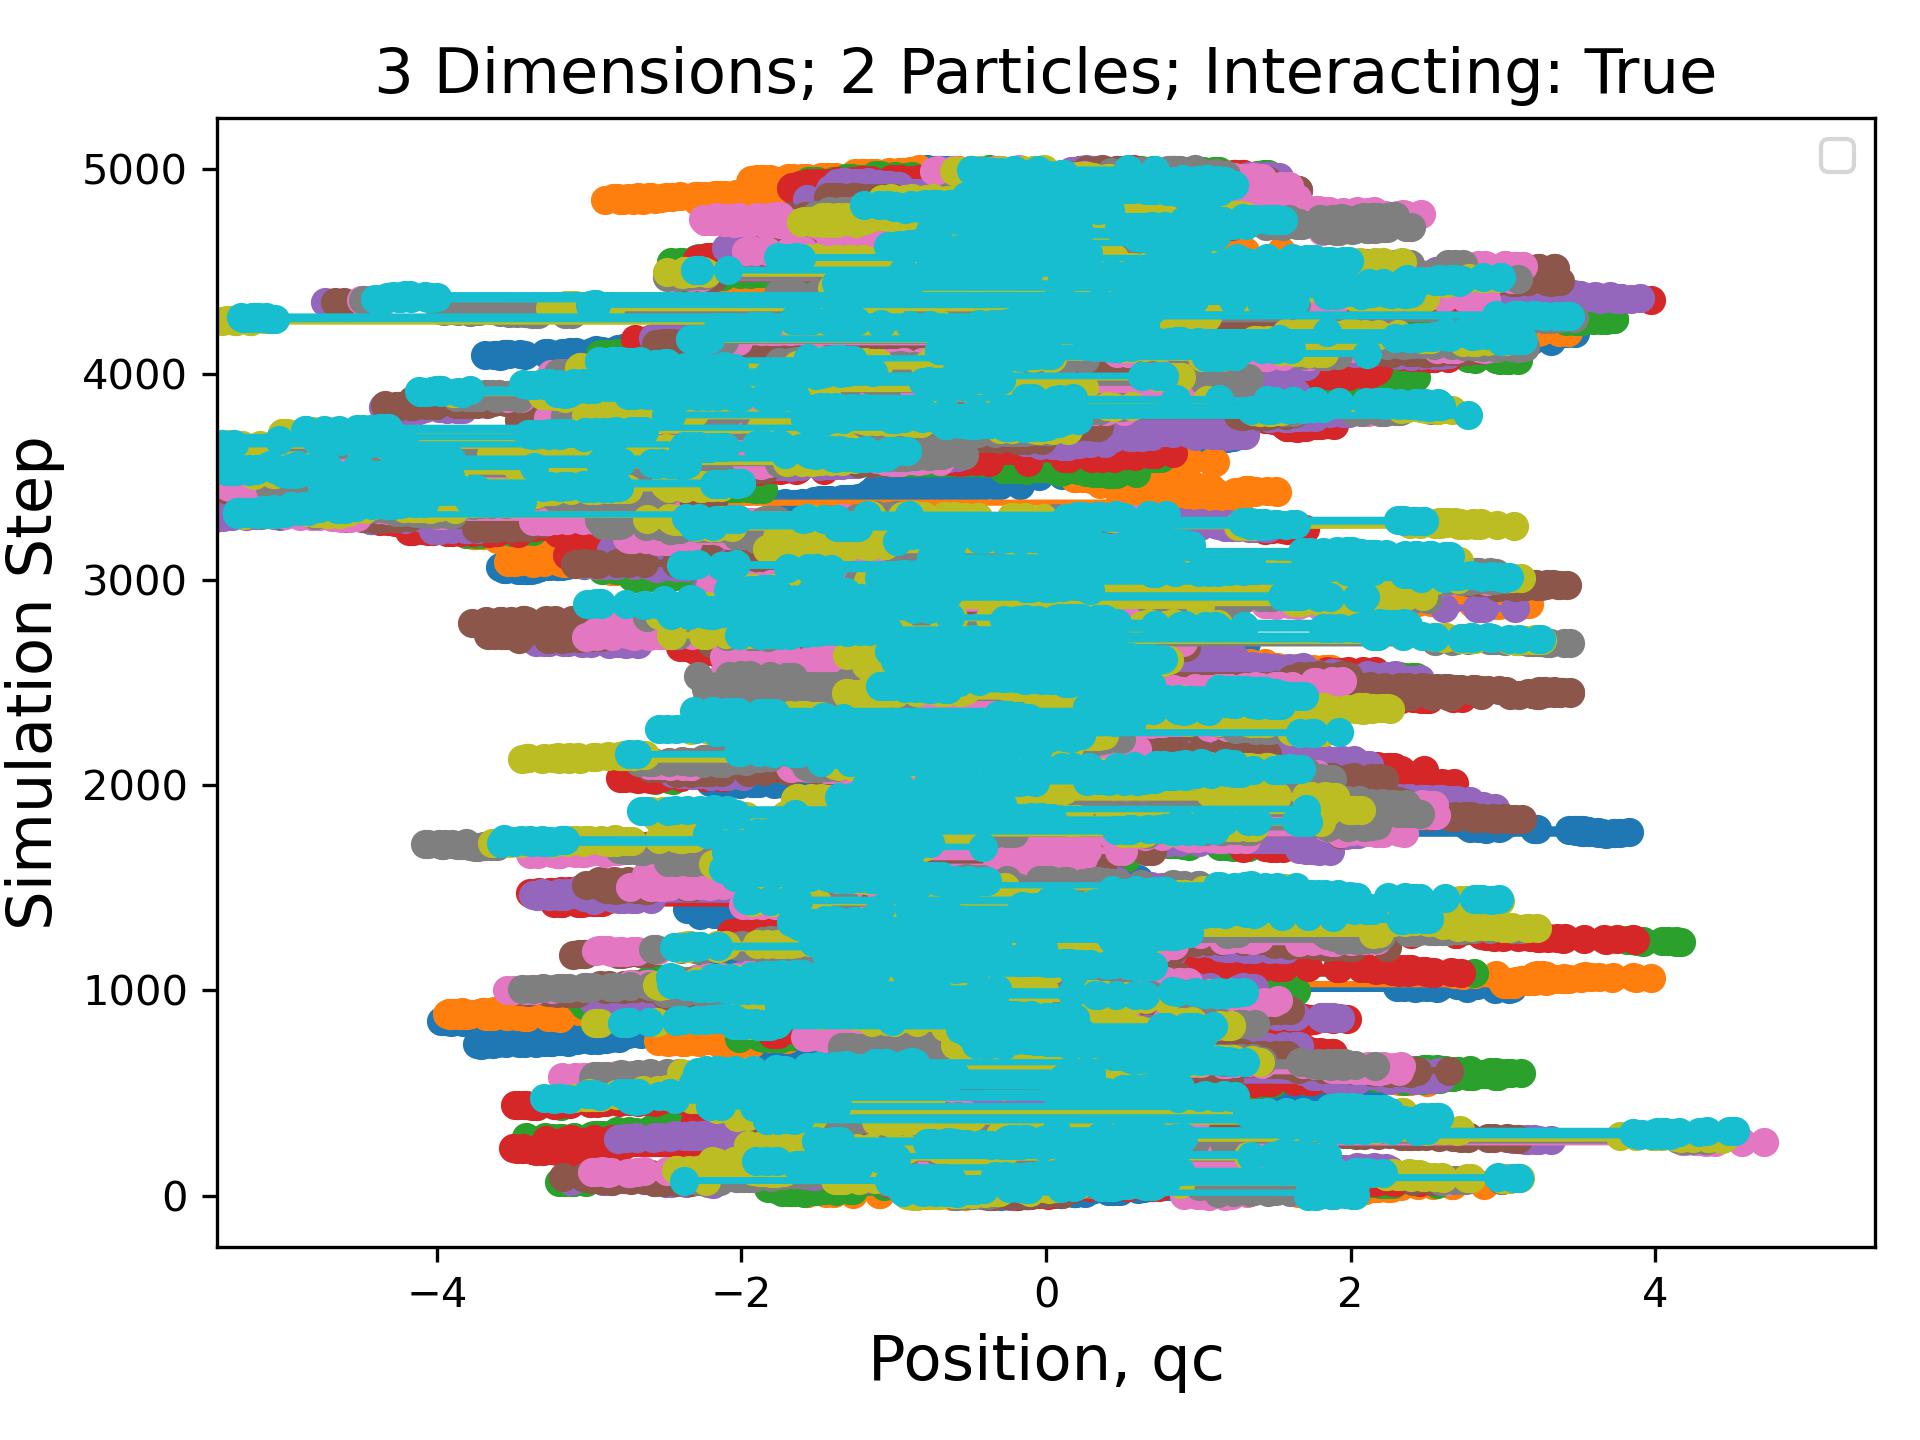 3 Dimensions; 2 Particles; Interacting: True
Simulation Step
5000
4000
3000
2000
1000
0
−4 −2 0 2 4
Position, qc